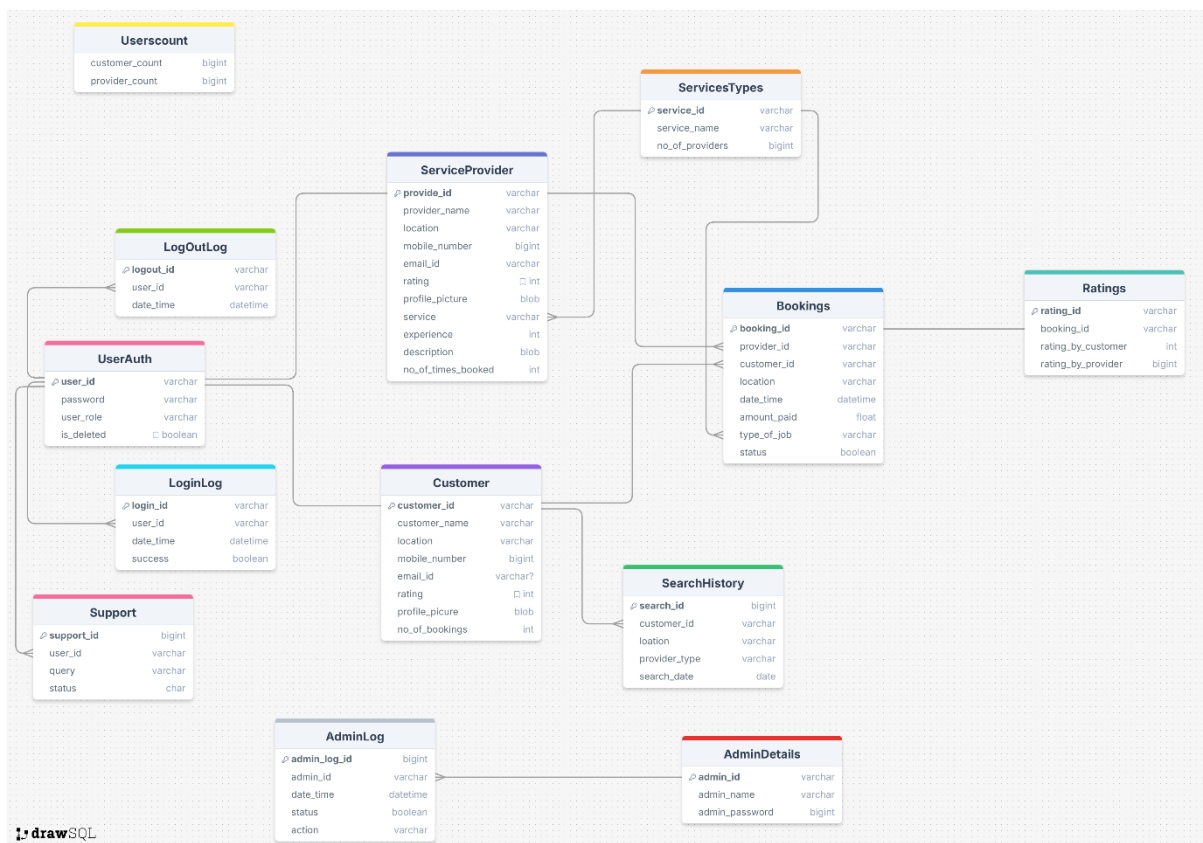 Userscount
customer_count bigint
provider_count bigint
ServicesTypes
service_id varchar
service_name varchar
no_of_providers bigint
ServiceProvider
provide_id varchar
provider_name varchar
location varchar
mobile_number bigint
email_id varchar
rating int
profile_picture blob
service varchar
experience int
description blob
no_of_times_booked int
LogOutLog
logout_id varchar
user_id varchar
date_time datetime
Ratings
rating_id varchar
booking_id varchar
rating_by_customer int
rating_by_provider bigint
Bookings
booking_id varchar
provider_id varchar
customer_id varchar
location varchar
date_time datetime
amount_paid float
type_of_job varchar
status boolean
UserAuth
user_id varchar
password varchar
user_role varchar
is_deleted boolean
LoginLog
login_id varchar
user_id varchar
date_time datetime
success boolean
Customer
customer_id varchar
customer_name varchar
location varchar
mobile_number bigint
email_id varchar?
rating int
profile_picure blob
no_of_bookings int
SearchHistory
search_id bigint
customer_id varchar
loation varchar
provider_type varchar
search_date date
Support
support_id bigint
user_id varchar
query varchar
status char
AdminLog
admin_log_id bigint
admin_id varchar
date_time datetime
status boolean
action varchar
AdminDetails
admin_id varchar
admin_name varchar
admin_password bigint
drawSQL